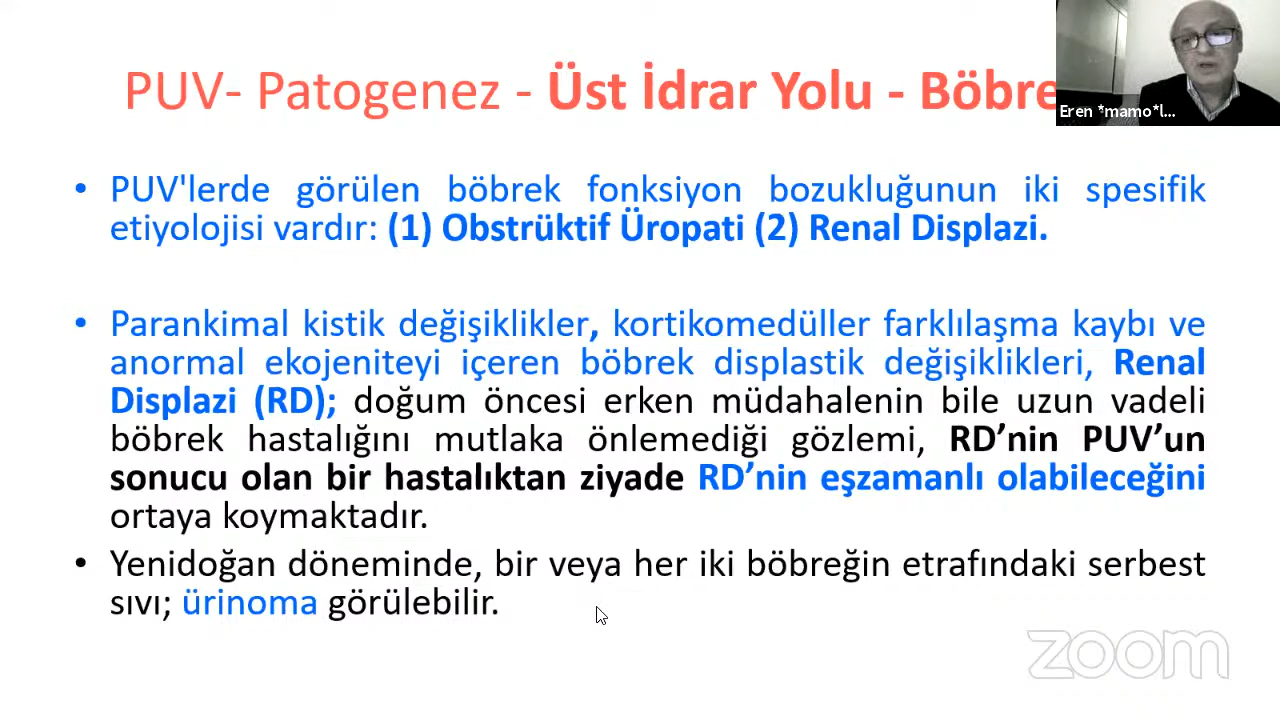 PUV- Patogenez - Üst İdrar Yolu - Böbre
Eren *mamo*l...
• PUV'lerde görülen böbrek fonksiyon bozukluğunun iki spesifik
etiyolojisi vardır: (1) Obstrüktif Üropati (2) Renal Displazi.
• Parankimal kistik değişiklikler, kortikomedüller farklılaşma kaybı ve
anormal ekojeniteyi içeren böbrek displastik değişiklikleri, Renal
Displazi (RD); doğum öncesi erken müdahalenin bile uzun vadeli
böbrek hastalığını mutlaka önlemediği gözlemi, RD’nin PUV’un
sonucu olan bir hastalıktan ziyade RD’nin eşzamanlı olabileceğini
ortaya koymaktadır.
• Yenidoğan döneminde, bir veya her iki böbreğin etrafındaki serbest
sıvı; ürinoma görülebilir.
zoom